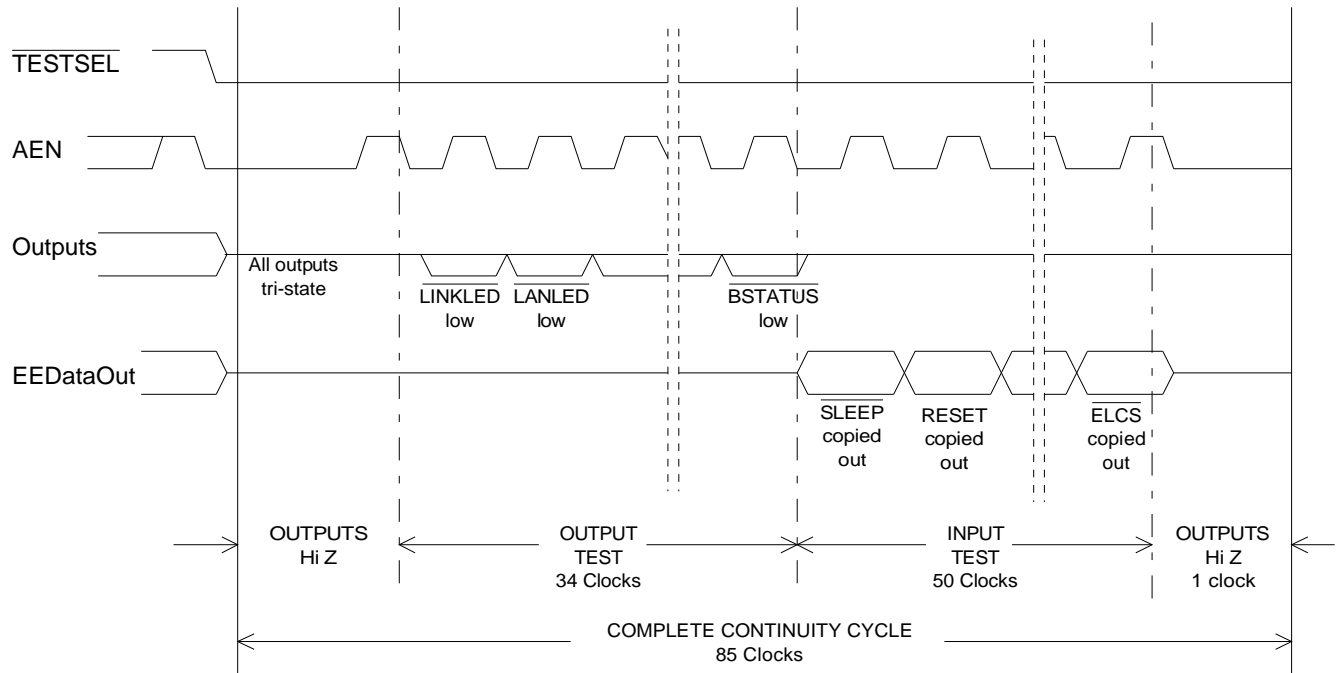 TESTSEL
AEN
Outputs
All outputs
tri-state
LINKLED
low
LANLED
low
BSTATUS
low
EEDataOut
SLEEP
copied
out
RESET
copied
out
ELCS
copied
out
OUTPUTS
Hi Z
OUTPUT
TEST
34 Clocks
INPUT
TEST
50 Clocks
OUTPUTS
Hi Z
1 clock
COMPLETE CONTINUITY CYCLE
85 Clocks